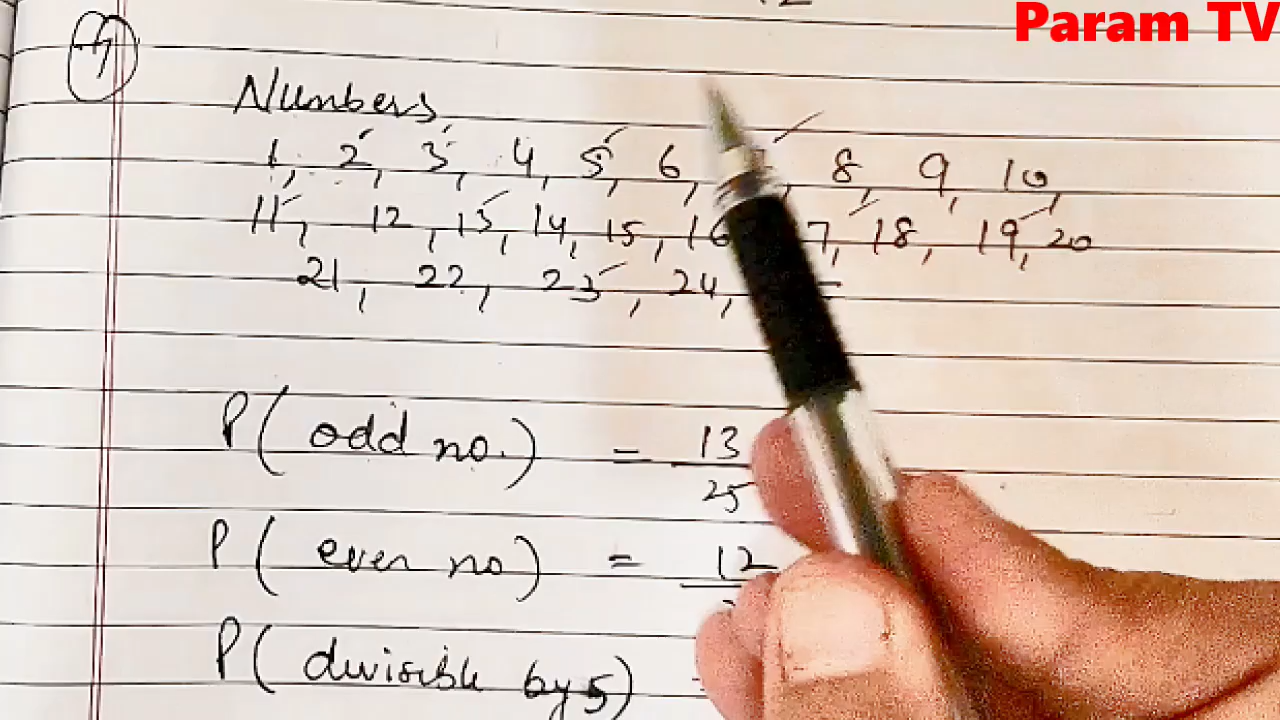 Param TV
4
Numbers
1, 2, 3, 4, 5, 6, 8, 9, 10,
11, 12, 13, 14, 15, 16 7, 18, 19, 20
21, 22, 23, 24,
P( odd no.) = 13/25
P( even no) = 12
P( divisible by 5)